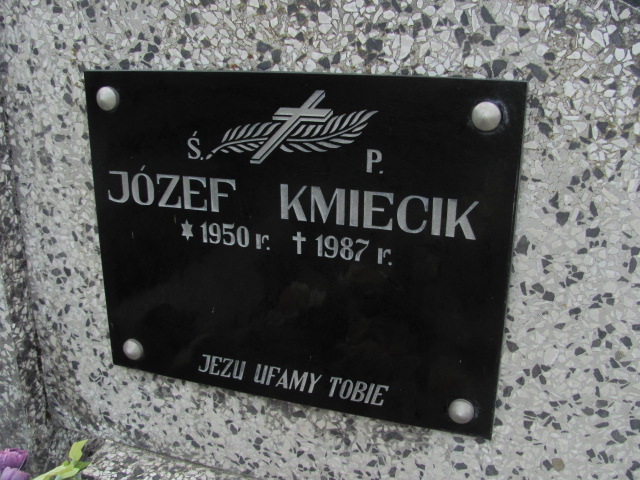 Ś. P.
JÓZEF KMIECIK
* 1950 r. † 1987 r.
JEZU UFAMY TOBIE